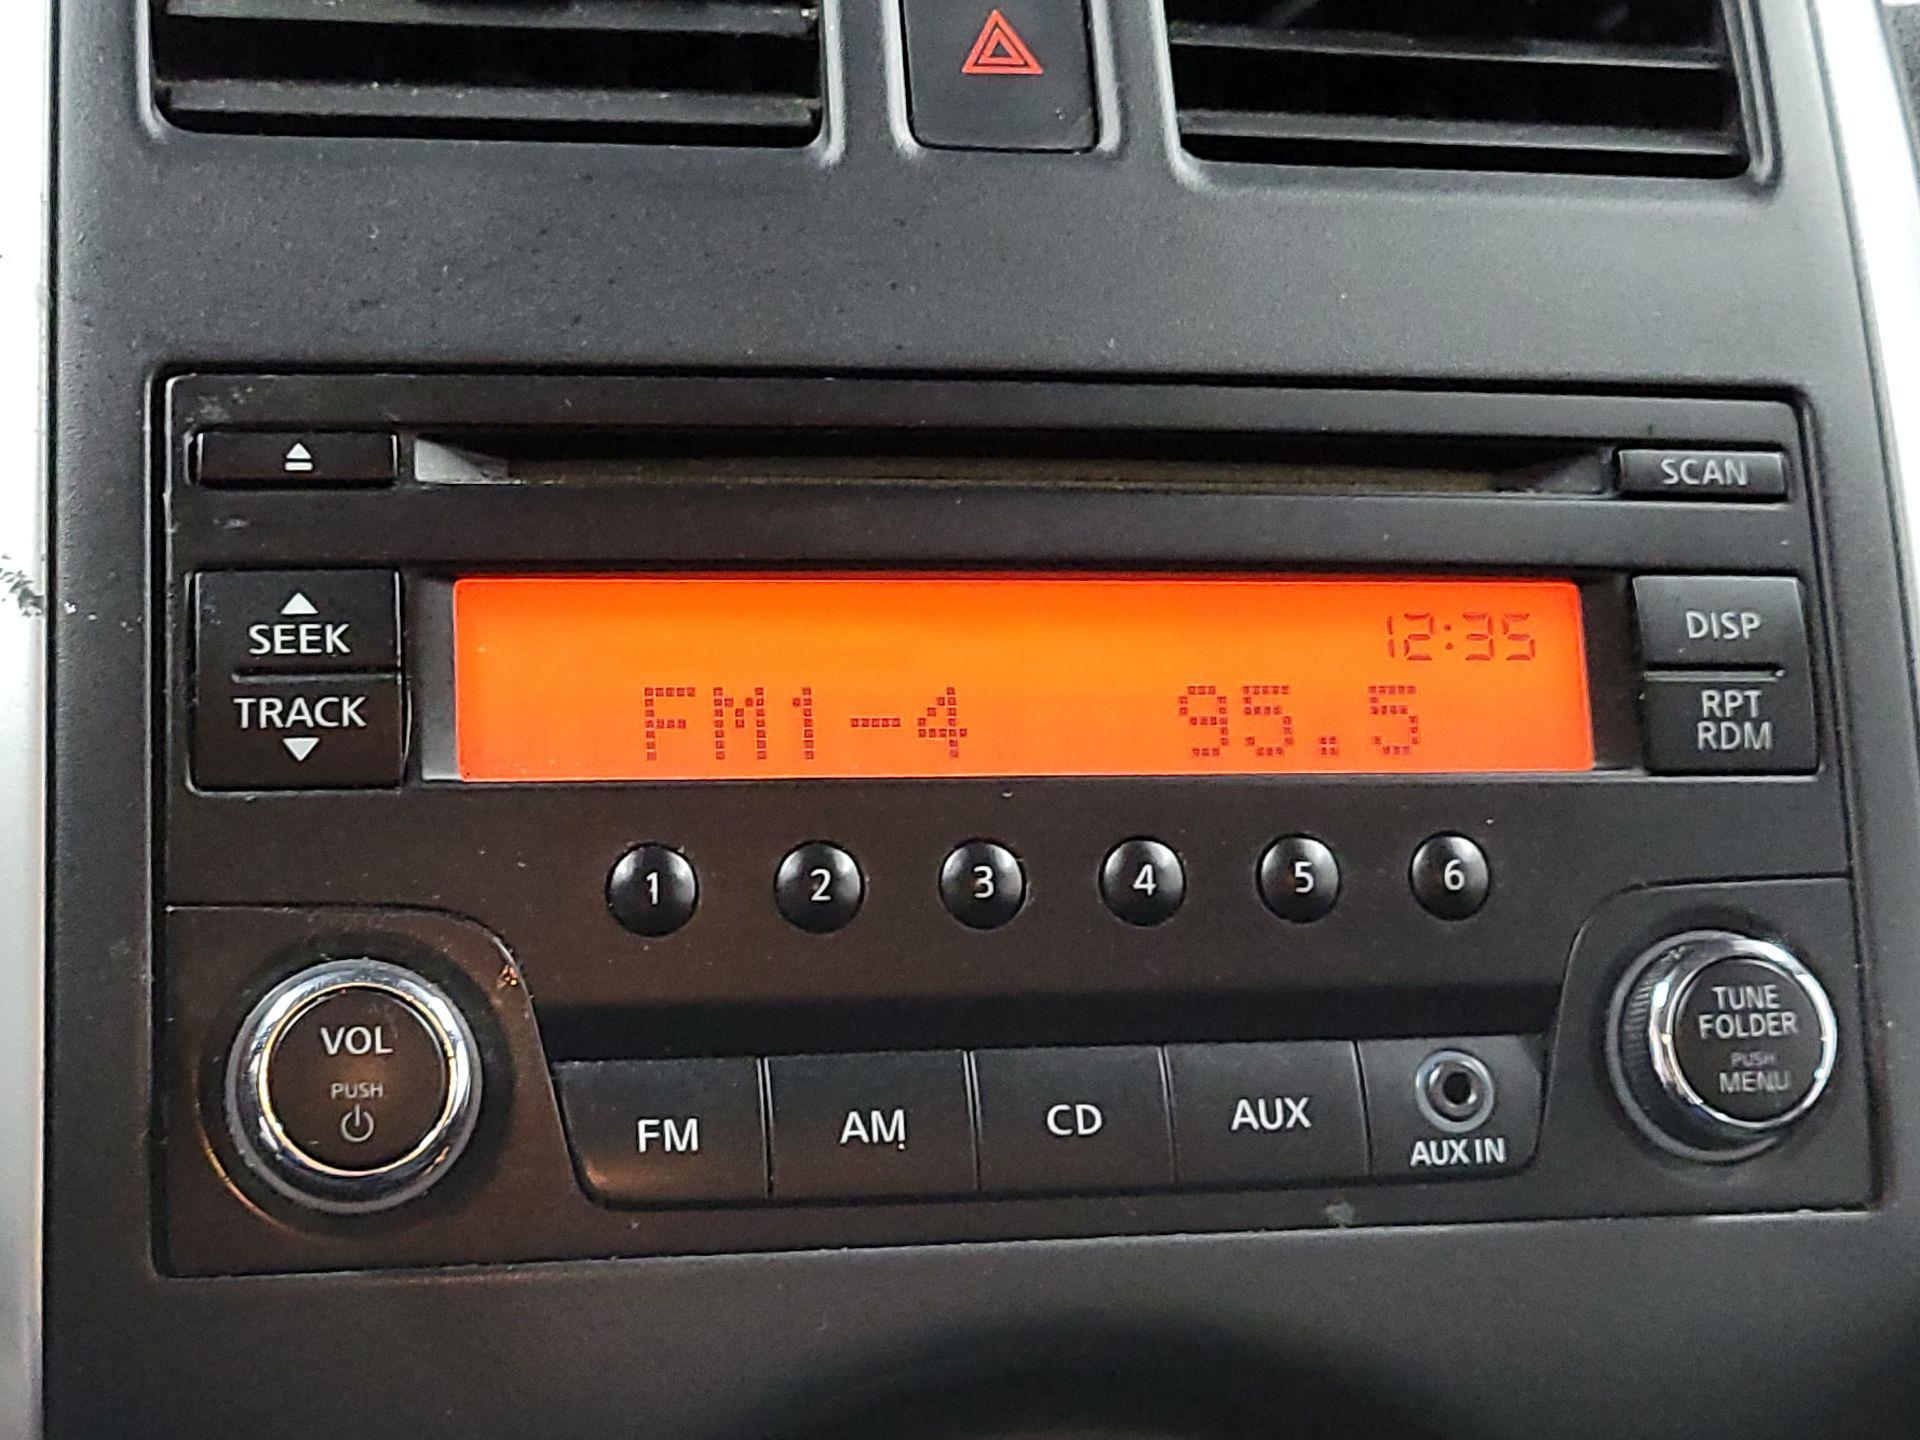 SCAN
SEEK
TRACK
12:35
FM1-4 95.5
DISP
RPT
RDM
1 2 3 4 5 6
VOL
PUSH
FM AM CD AUX
AUX IN
TUNE
FOLDER
PUSH
MENU